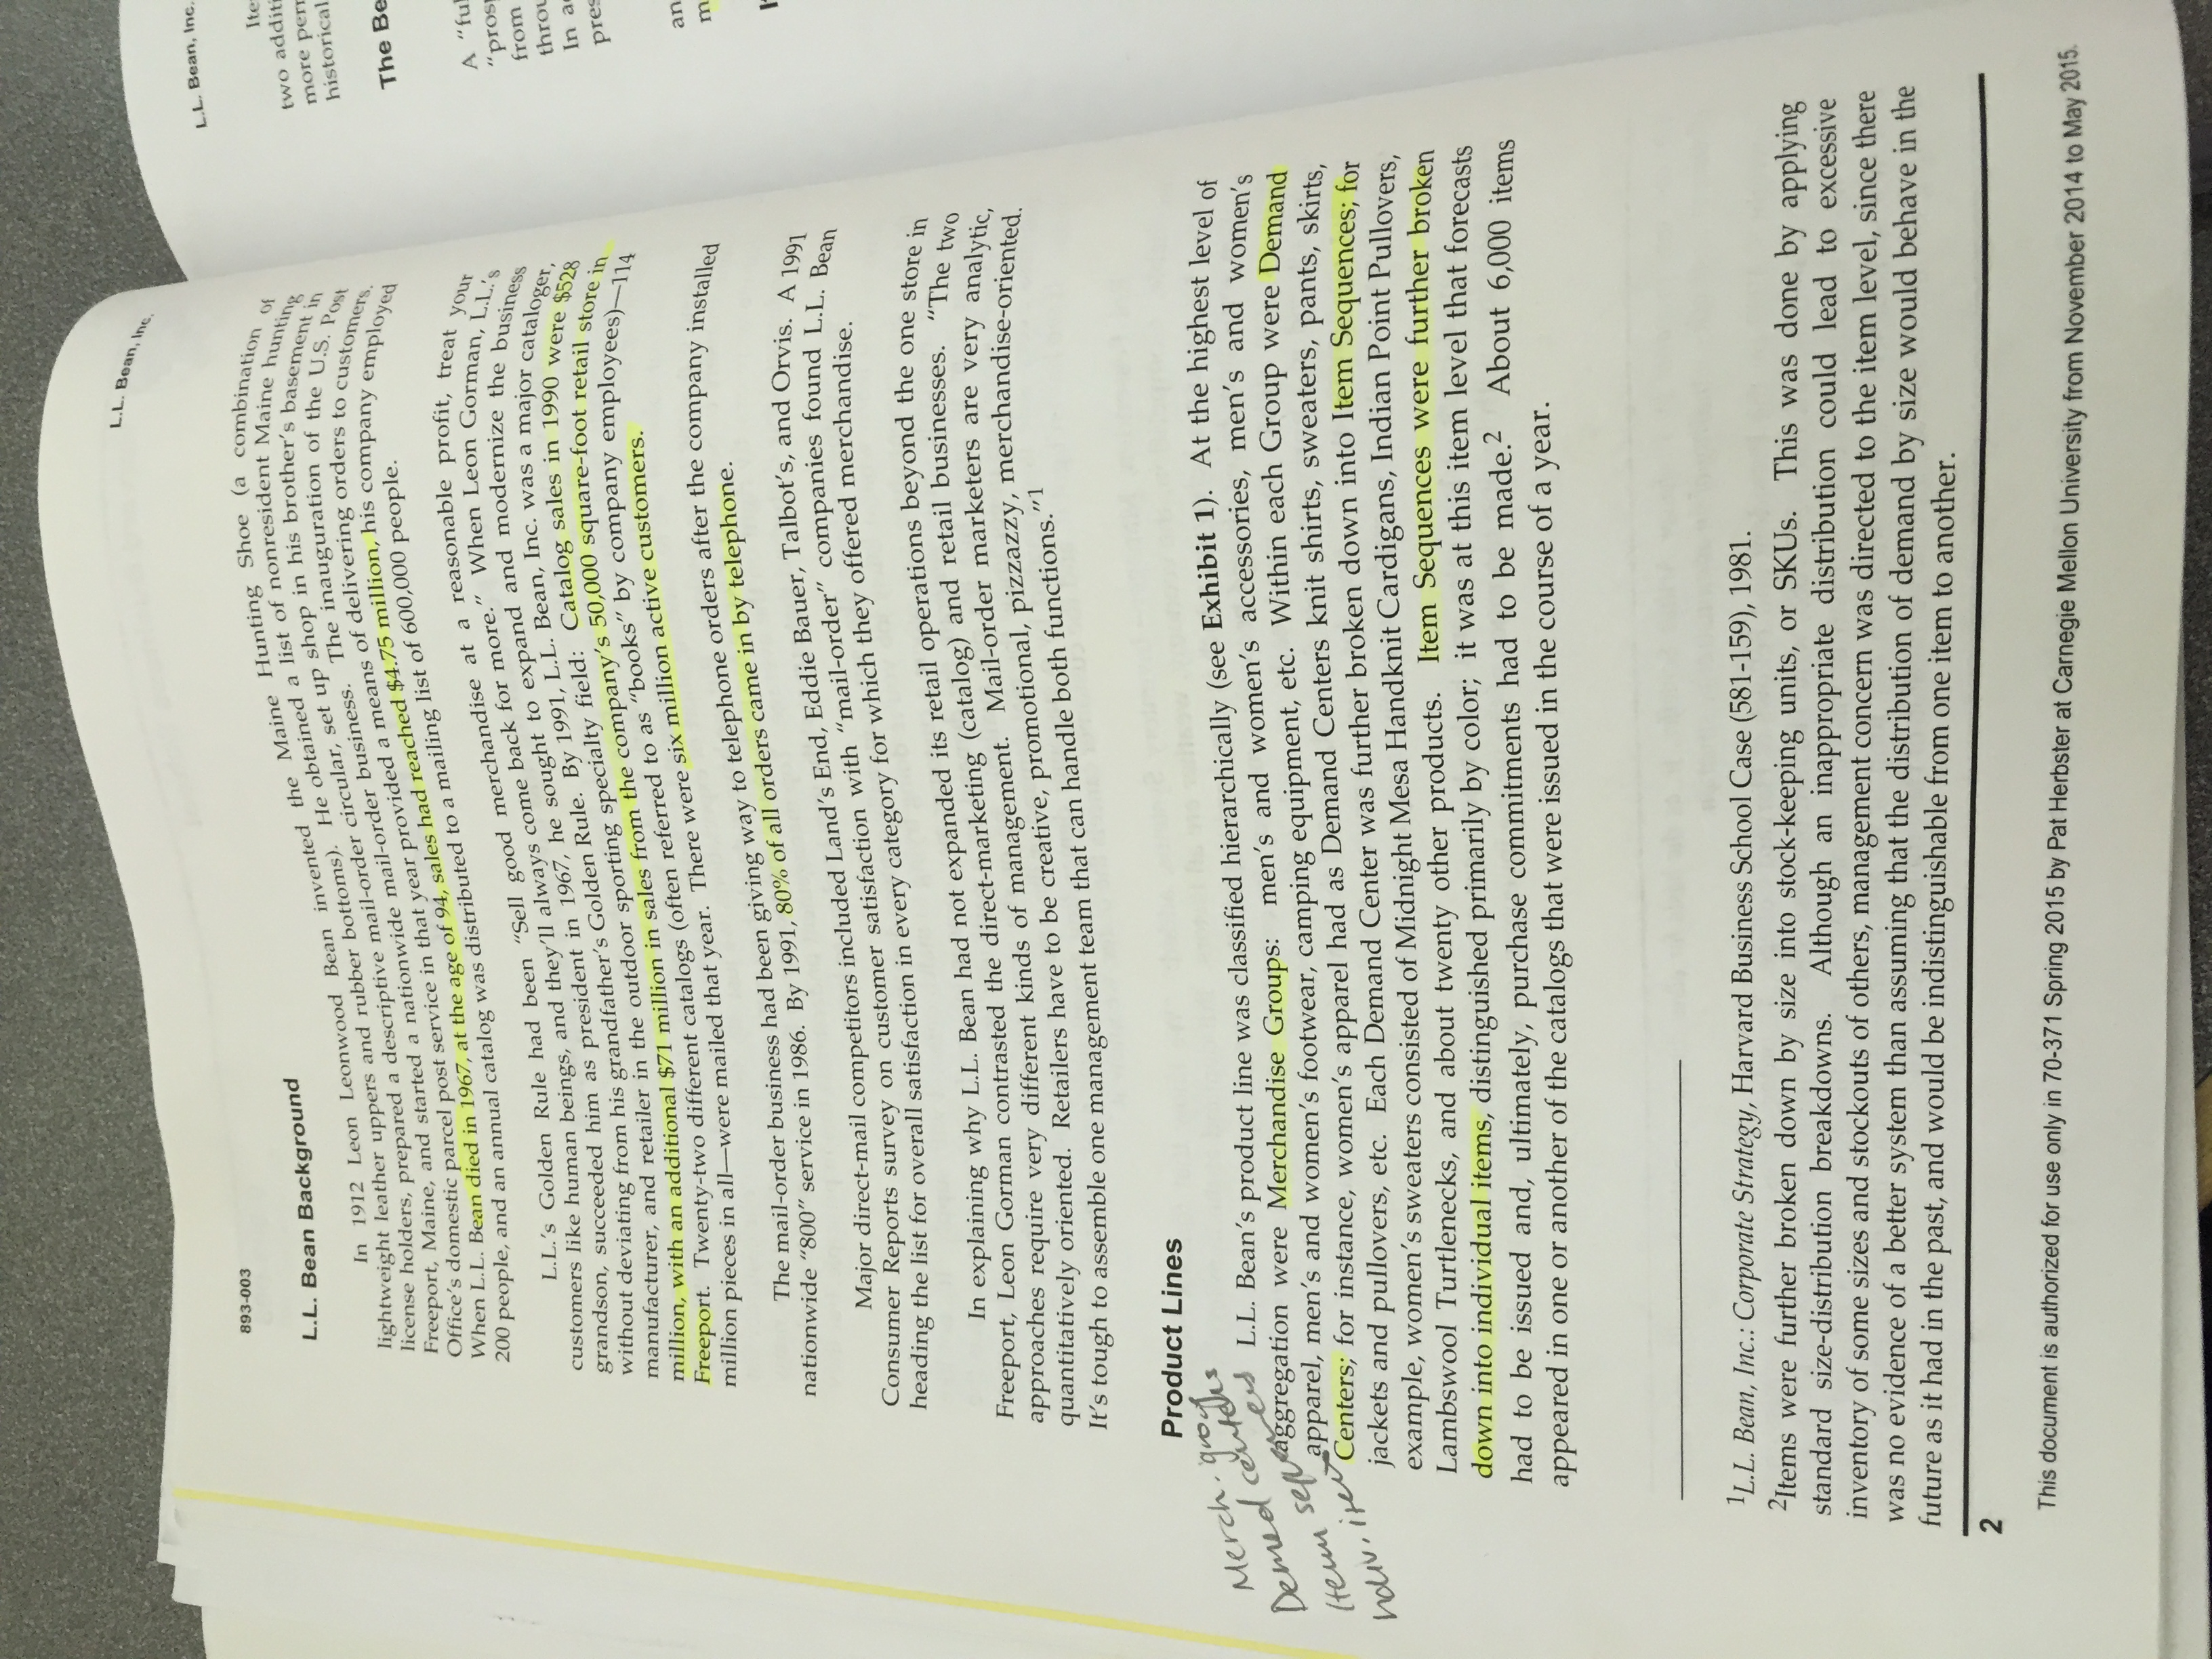 L.L. Bean, Inc.
893-003
L.L. Bean Background
In 1912 Leon Leonwood Bean invented the Maine Hunting Shoe (a combination of
lightweight leather uppers and rubber bottoms). He obtained a list of nonresident Maine hunting
license holders, prepared a descriptive mail-order circular, set up shop in his brother's basement in
Freeport, Maine, and started a nationwide mail-order business. The inauguration of the U.S. Post
Office's domestic parcel post service in that year provided a means of delivering orders to customers.
When L.L. Bean died in 1967, at the age of 94, sales had reached $4.75 million, his company employed
200 people, and an annual catalog was distributed to a mailing list of 600,000 people.
L.L.'s Golden Rule had been "Sell good merchandise at a reasonable profit, treat your
customers like human beings, and they'll always come back for more." When Leon Gorman, L.L.'s
grandson, succeeded him as president in 1967, he sought to expand and modernize the business
without deviating from his grandfather's Golden Rule. By 1991, L.L. Bean, Inc. was a major cataloger,
manufacturer, and retailer in the outdoor sporting specialty field: Catalog sales in 1990 were $528
million, with an additional $71 million in sales from the company's 50,000 square-foot retail store in
Freeport. Twenty-two different catalogs (often referred to as "books" by company employees)—114
million pieces in all—were mailed that year. There were six million active customers.
The mail-order business had been giving way to telephone orders after the company installed
nationwide "800" service in 1986. By 1991, 80% of all orders came in by telephone.
Major direct-mail competitors included Land's End, Eddie Bauer, Talbot's, and Orvis. A 1991
Consumer Reports survey on customer satisfaction with "mail-order" companies found L.L. Bean
heading the list for overall satisfaction in every category for which they offered merchandise.
In explaining why L.L. Bean had not expanded its retail operations beyond the one store in
Freeport, Leon Gorman contrasted the direct-marketing (catalog) and retail businesses. "The two
approaches require very different kinds of management. Mail-order marketers are very analytic,
quantitatively oriented. Retailers have to be creative, promotional, pizzazzy, merchandise-oriented.
It's tough to assemble one management team that can handle both functions."1
Product Lines
Merch. group
Demand centers
Item sequences
Indiv. item
L.L. Bean's product line was classified hierarchically (see Exhibit 1). At the highest level of
aggregation were Merchandise Groups: men's and women's accessories, men's and women's
apparel, men's and women's footwear, camping equipment, etc. Within each Group were Demand
Centers; for instance, women's apparel had as Demand Centers knit shirts, sweaters, pants, skirts,
jackets and pullovers, etc. Each Demand Center was further broken down into Item Sequences; for
example, women's sweaters consisted of Midnight Mesa Handknit Cardigans, Indian Point Pullovers,
Lambswool Turtlenecks, and about twenty other products. Item Sequences were further broken
down into individual items, distinguished primarily by color; it was at this item level that forecasts
had to be issued and, ultimately, purchase commitments had to be made.2 About 6,000 items
appeared in one or another of the catalogs that were issued in the course of a year.
1L.L. Bean, Inc.: Corporate Strategy, Harvard Business School Case (581-159), 1981.
2Items were further broken down by size into stock-keeping units, or SKUs. This was done by applying
standard size-distribution breakdowns. Although an inappropriate distribution could lead to excessive
inventory of some sizes and stockouts of others, management concern was directed to the item level, since there
was no evidence of a better system than assuming that the distribution of demand by size would behave in the
future as it had in the past, and would be indistinguishable from one item to another.
2
This document is authorized for use only in 70-371 Spring 2015 by Pat Herbster at Carnegie Mellon University from November 2014 to May 2015.
L.L. Bean, Inc.
two
more
historical
The
A
from
In